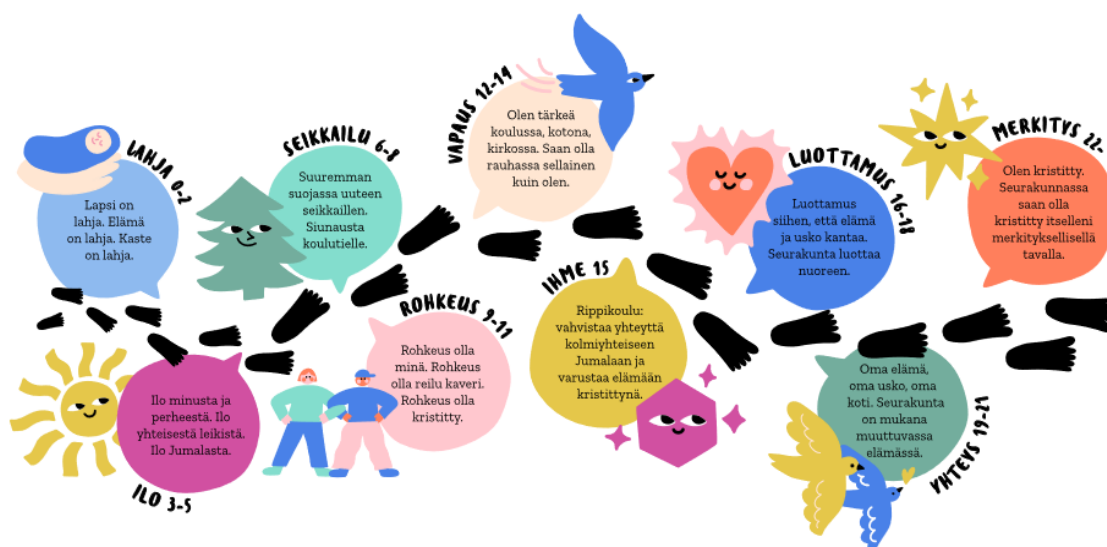 LAHJA 0-2
Lapsi on
lahja. Elämä
on lahja. Kaste
on lahja.
ILO 3-5
Ilo minusta ja
perheestä. Ilo
yhteisestä leikistä.
Ilo Jumalasta.
SEIKKAILU 6-8
Suuremman
suojassa uuteen
seikkaillen.
Siunausta
koulutielle.
ROHKEUS 9-11
Rohkeus olla
minä. Rohkeus
olla reilu kaveri.
Rohkeus olla
kristitty.
VAPAUS 12-14
Olen tärkeä
koulussa, kotona,
kirkossa. Saan olla
rauhassa sellainen
kuin olen.
IHME 15
Rippikoulu:
vahvistaa yhteyttä
kolmiyhteiseen
Jumalaan ja
varustaa elämään
kristittynä.
LUOTTAMUS 16-18
Luottamus
siihen, että elämä
ja usko kantaa.
Seurakunta luottaa
nuoreen.
YHTEYS 19-21
Oma elämä,
oma usko, oma
koti. Seurakunta
on mukana
muuttuvassa
elämässä.
MERKITYS 22-
Olen kristitty.
Seurakunnassa
saan olla
kristitty itselleni
merkityksellisellä
tavalla.